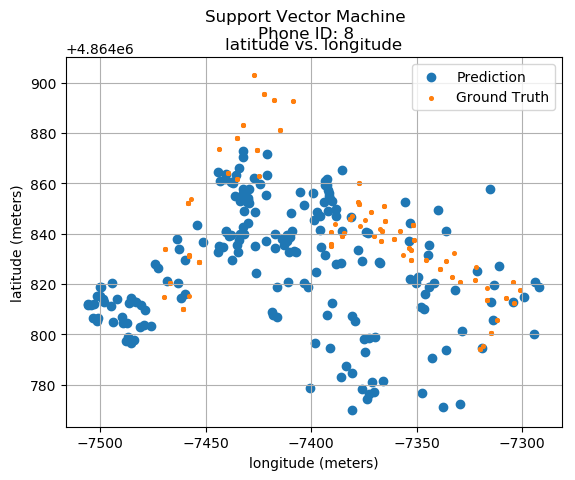 Support Vector Machine
Phone ID: 8
latitude vs. longitude
+4.864e6
Prediction
Ground Truth
900
880
860
840
820
800
780
latitude (meters)
−7500
−7450
−7400
−7350
−7300
longitude (meters)